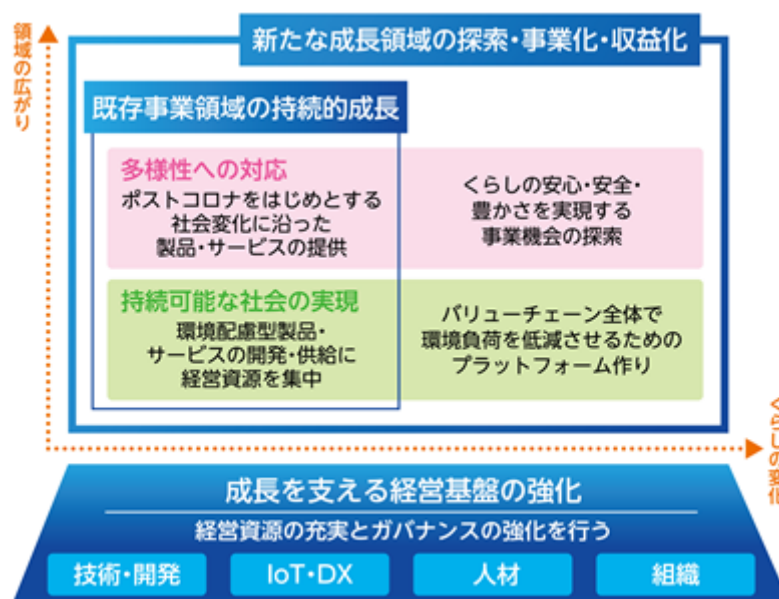 領域の広がり
新たな成長領域の探索・事業化・収益化
既存事業領域の持続的成長
多様性への対応
ポストコロナをはじめとする
社会変化に沿った
製品・サービスの提供
くらしの安心・安全・
豊かさを実現する
事業機会の探索
持続可能な社会の実現
環境配慮型製品・
サービスの開発・供給に
経営資源を集中
バリューチェーン全体で
環境負荷を低減させるための
プラットフォーム作り
くらしの変化
成長を支える経営基盤の強化
経営資源の充実とガバナンスの強化を行う
技術・開発
IoT・DX
人材
組織